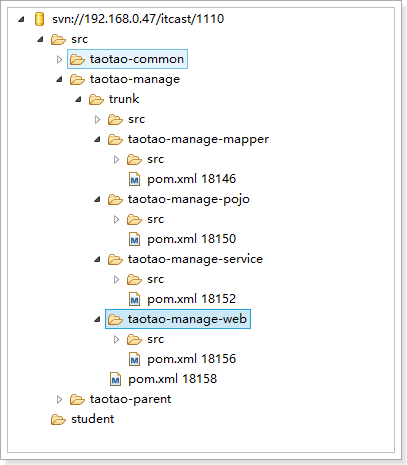 svn://192.168.0.47/itcast/1110
src
taotao-common
taotao-manage
trunk
src
taotao-manage-mapper
src
pom.xml 18146
taotao-manage-pojo
src
pom.xml 18150
taotao-manage-service
src
pom.xml 18152
taotao-manage-web
src
pom.xml 18156
pom.xml 18158
taotao-parent
student